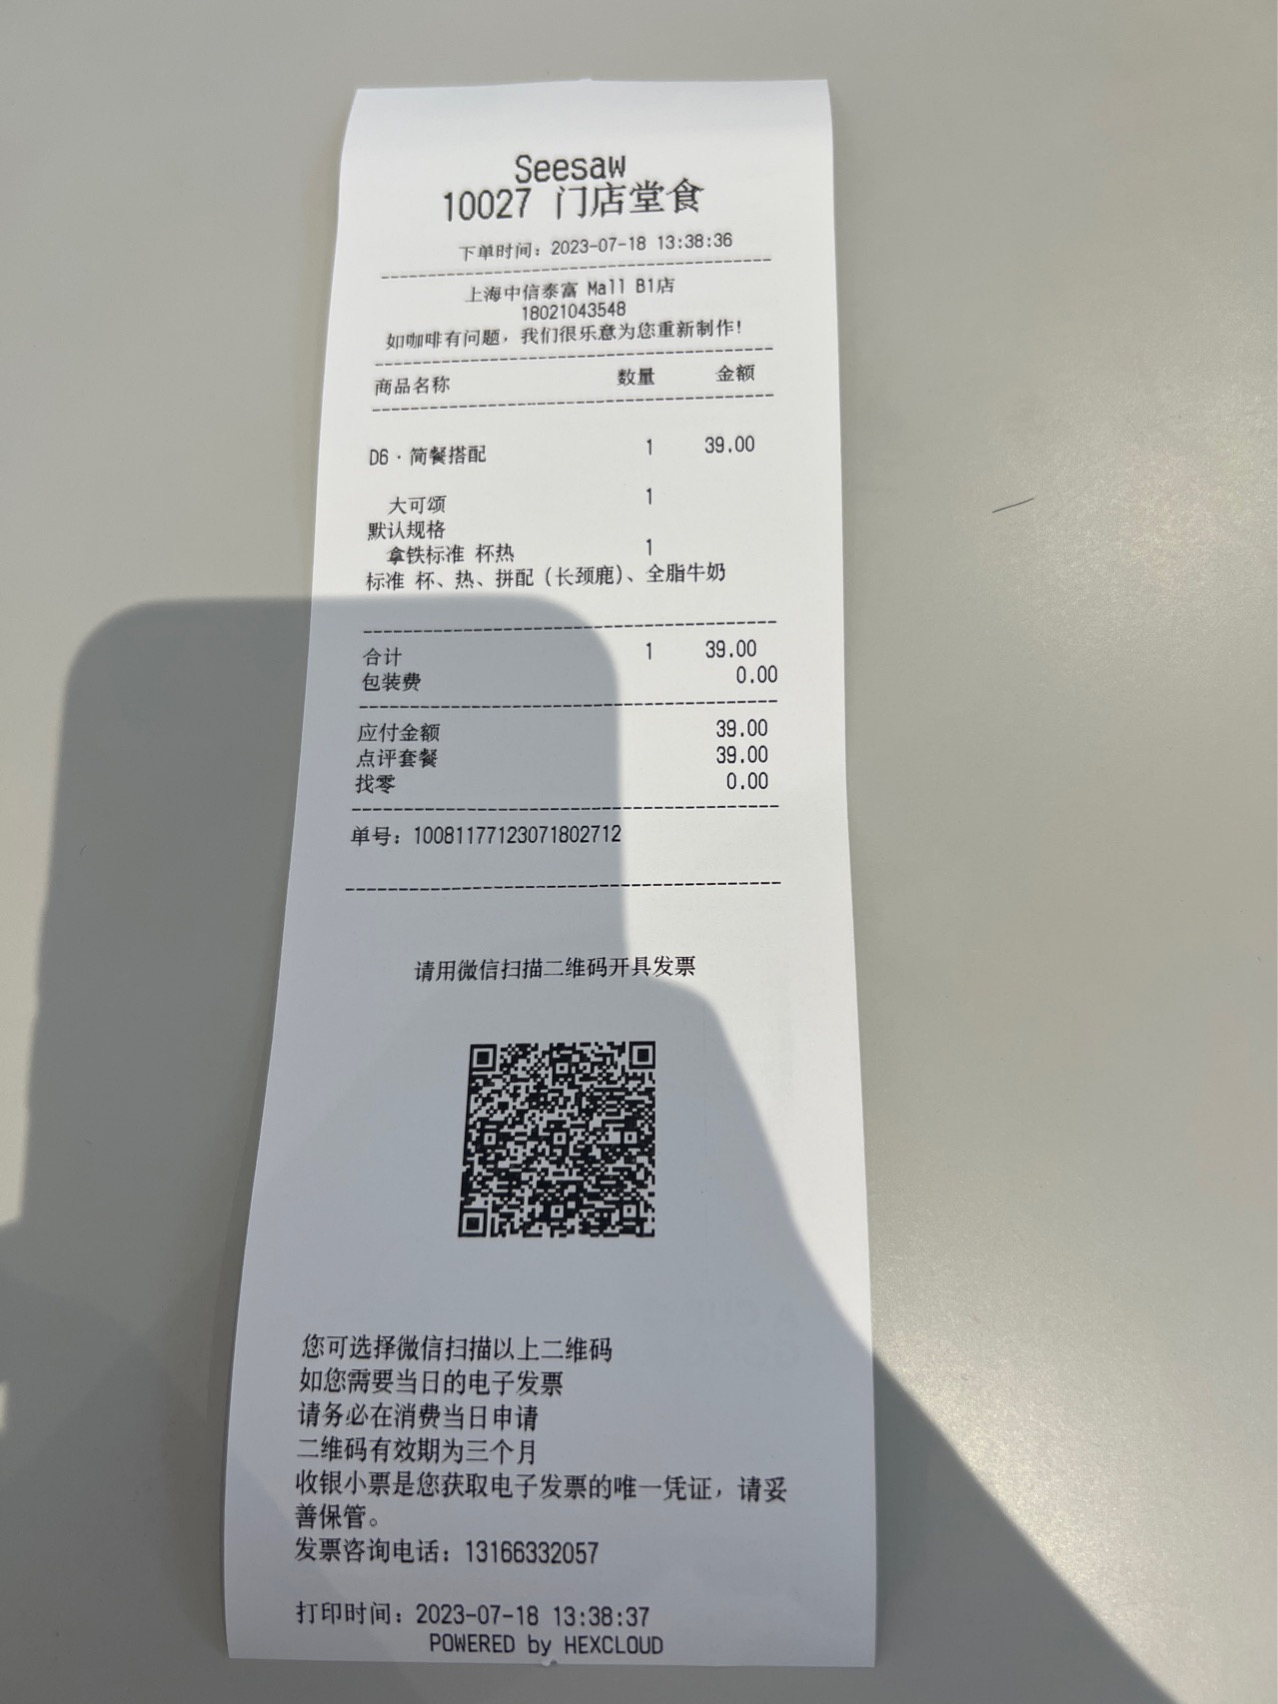 Seesaw
10027 门店堂食
下单时间：2023-07-18 13:38:36
上海中信泰富 Mall B1店
18021043548
如咖啡有问题，我们很乐意为您重新制作！
商品名称 数量 金额
D6·简餐搭配 1 39.00
大可颂 1
默认规格
拿铁标准 杯热 1
标准 杯、热、拼配（长颈鹿）、全脂牛奶
合计 1 39.00
包装费 0.00
应付金额 39.00
点评套餐 39.00
找零 0.00
单号：10081177123071802712
请用微信扫描二维码开具发票
您可选择微信扫描以上二维码
如您需要当日的电子发票
请务必在消费当日申请
二维码有效期为三个月
收银小票是您获取电子发票的唯一凭证，请妥
善保管。
发票咨询电话：13166332057
打印时间：2023-07-18 13:38:37
POWERED by HEXCLOUD